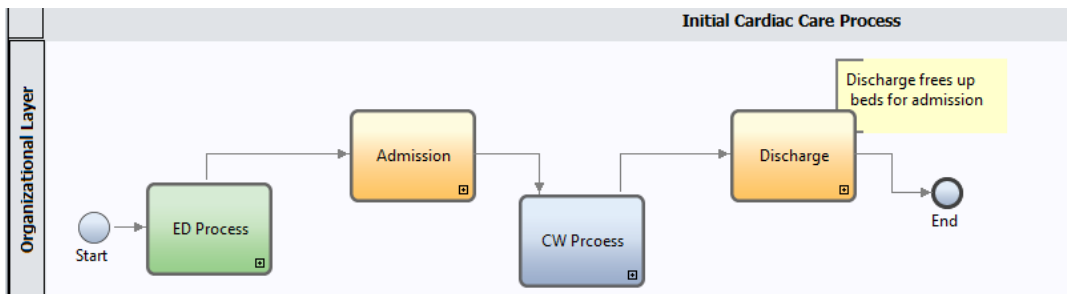 Initial Cardiac Care Process
Organizational Layer
Discharge frees up
beds for admission
Admission
Discharge
ED Process
CW Prcoess
Start
End